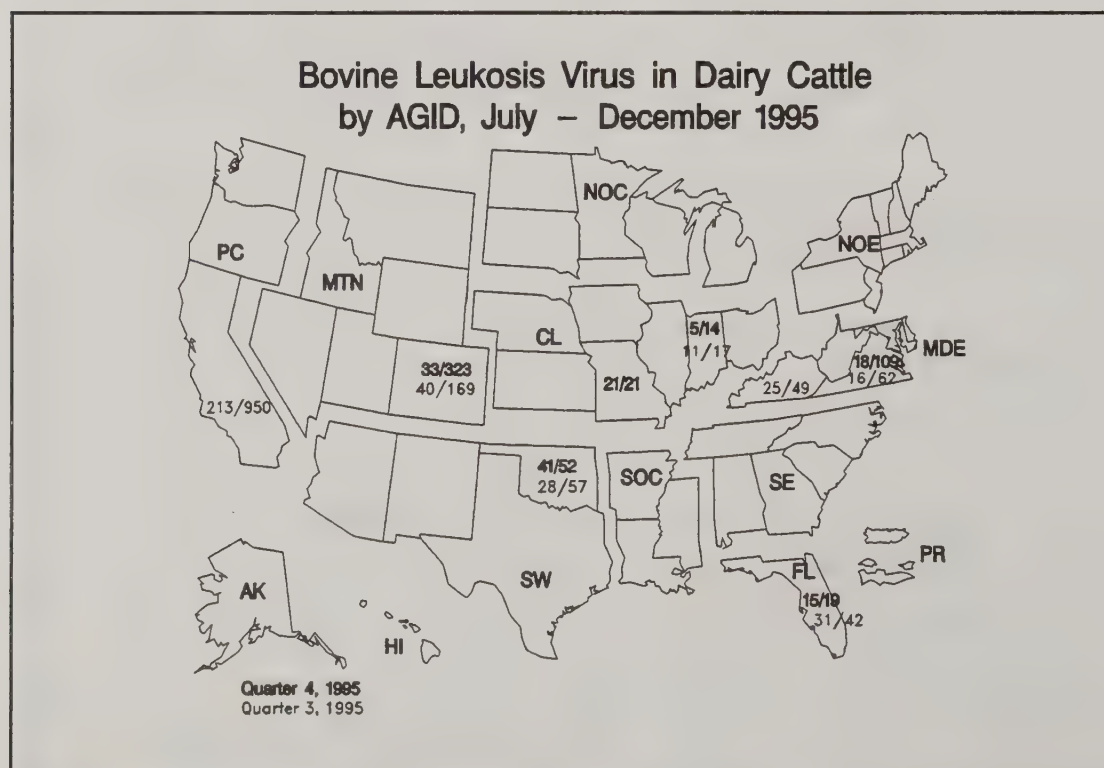 Bovine Leukosis Virus in Dairy Cattle
by AGID, July – December 1995
NOC
NOE
PC
MTN
CL
5/14
11/17
MDE
18/109
16/62
33/323
40/169
21/21
25/49
213/950
41/52
28/57
SOC
SE
PR
FL
SW
15/19
31/42
AK
HI
Quarter 4, 1995
Quarter 3, 1995